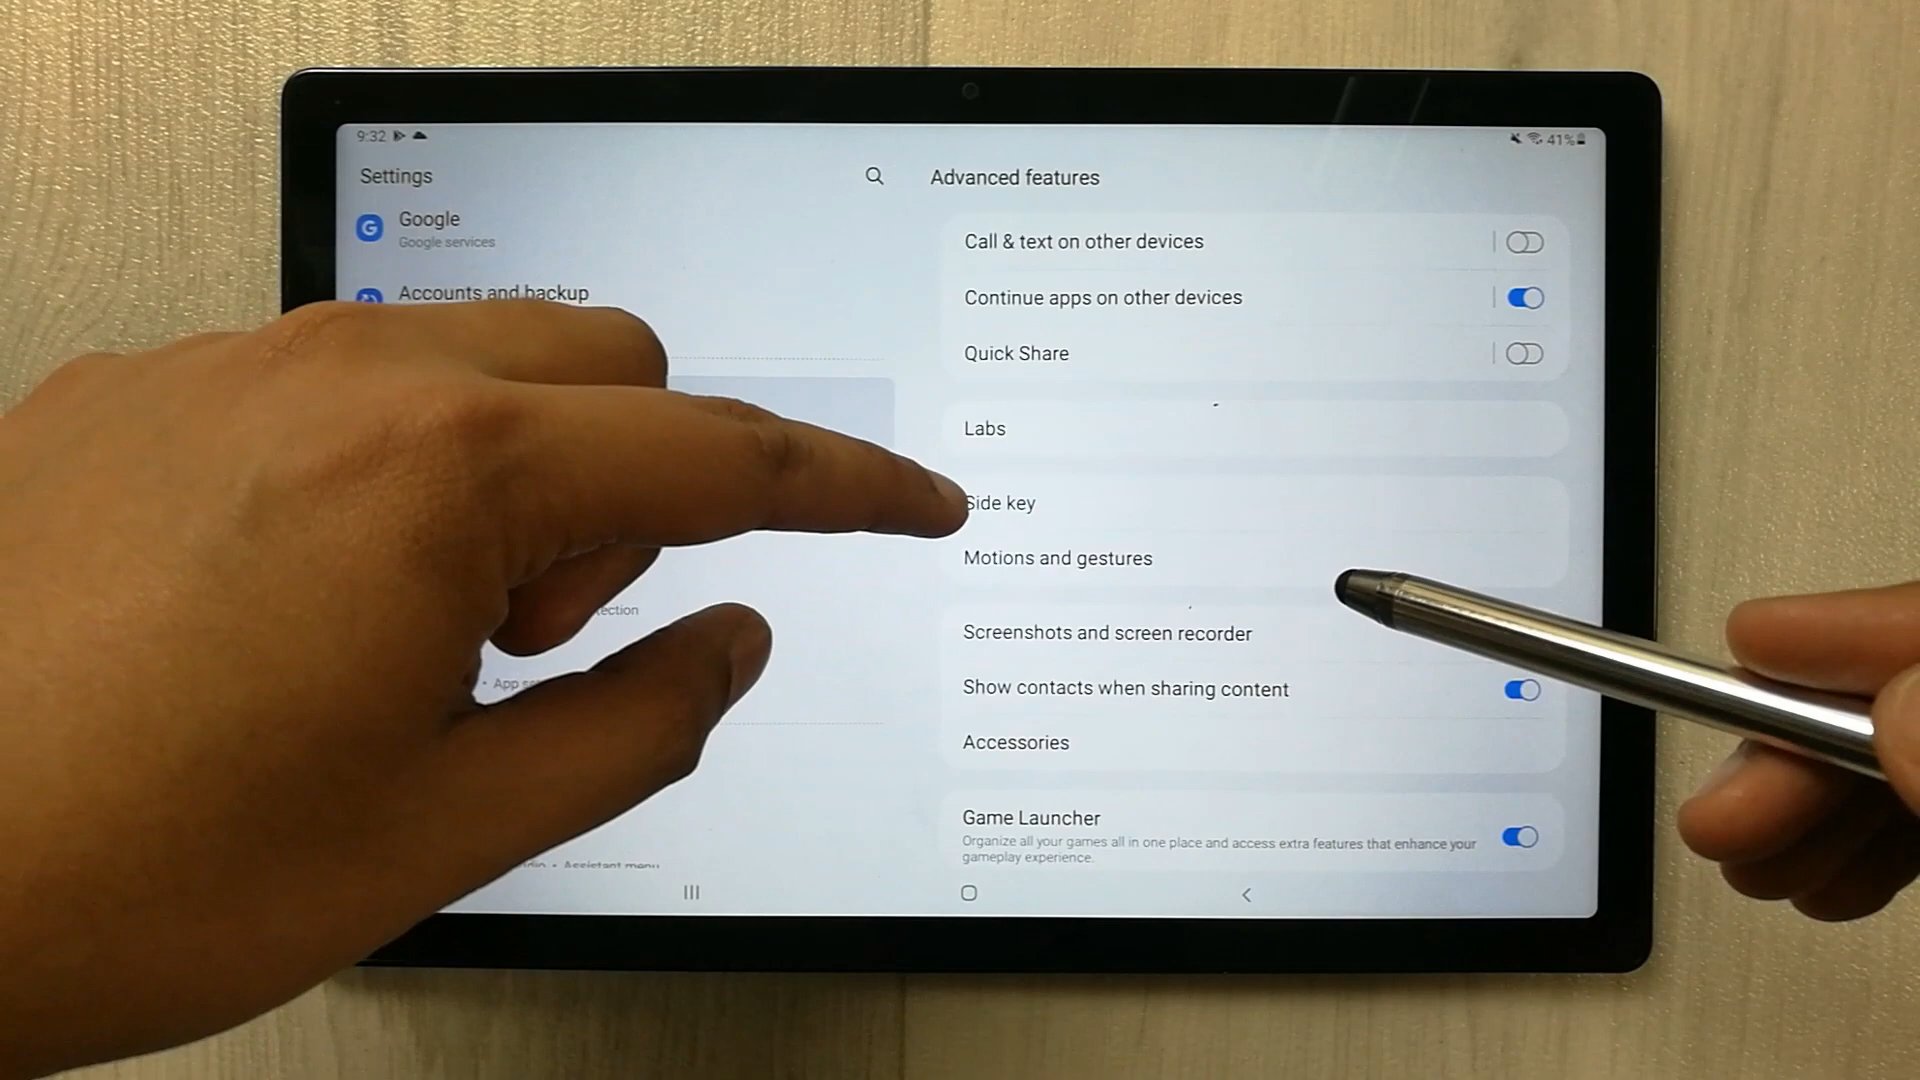 9:32
41%
Settings
Google
Google services
Accounts and backup
Advanced features
Call & text on other devices
Continue apps on other devices
Quick Share
Labs
Side key
Motions and gestures
Screenshots and screen recorder
Show contacts when sharing content
Accessories
Game Launcher
Organize all your games all in one place and access extra features that enhance your
gameplay experience.
• App
• Assistant menu